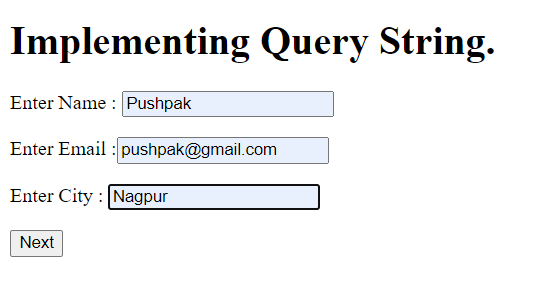 Implementing Query String.
Enter Name : Pushpak
Enter Email :pushpak@gmail.com
Enter City : Nagpur
Next